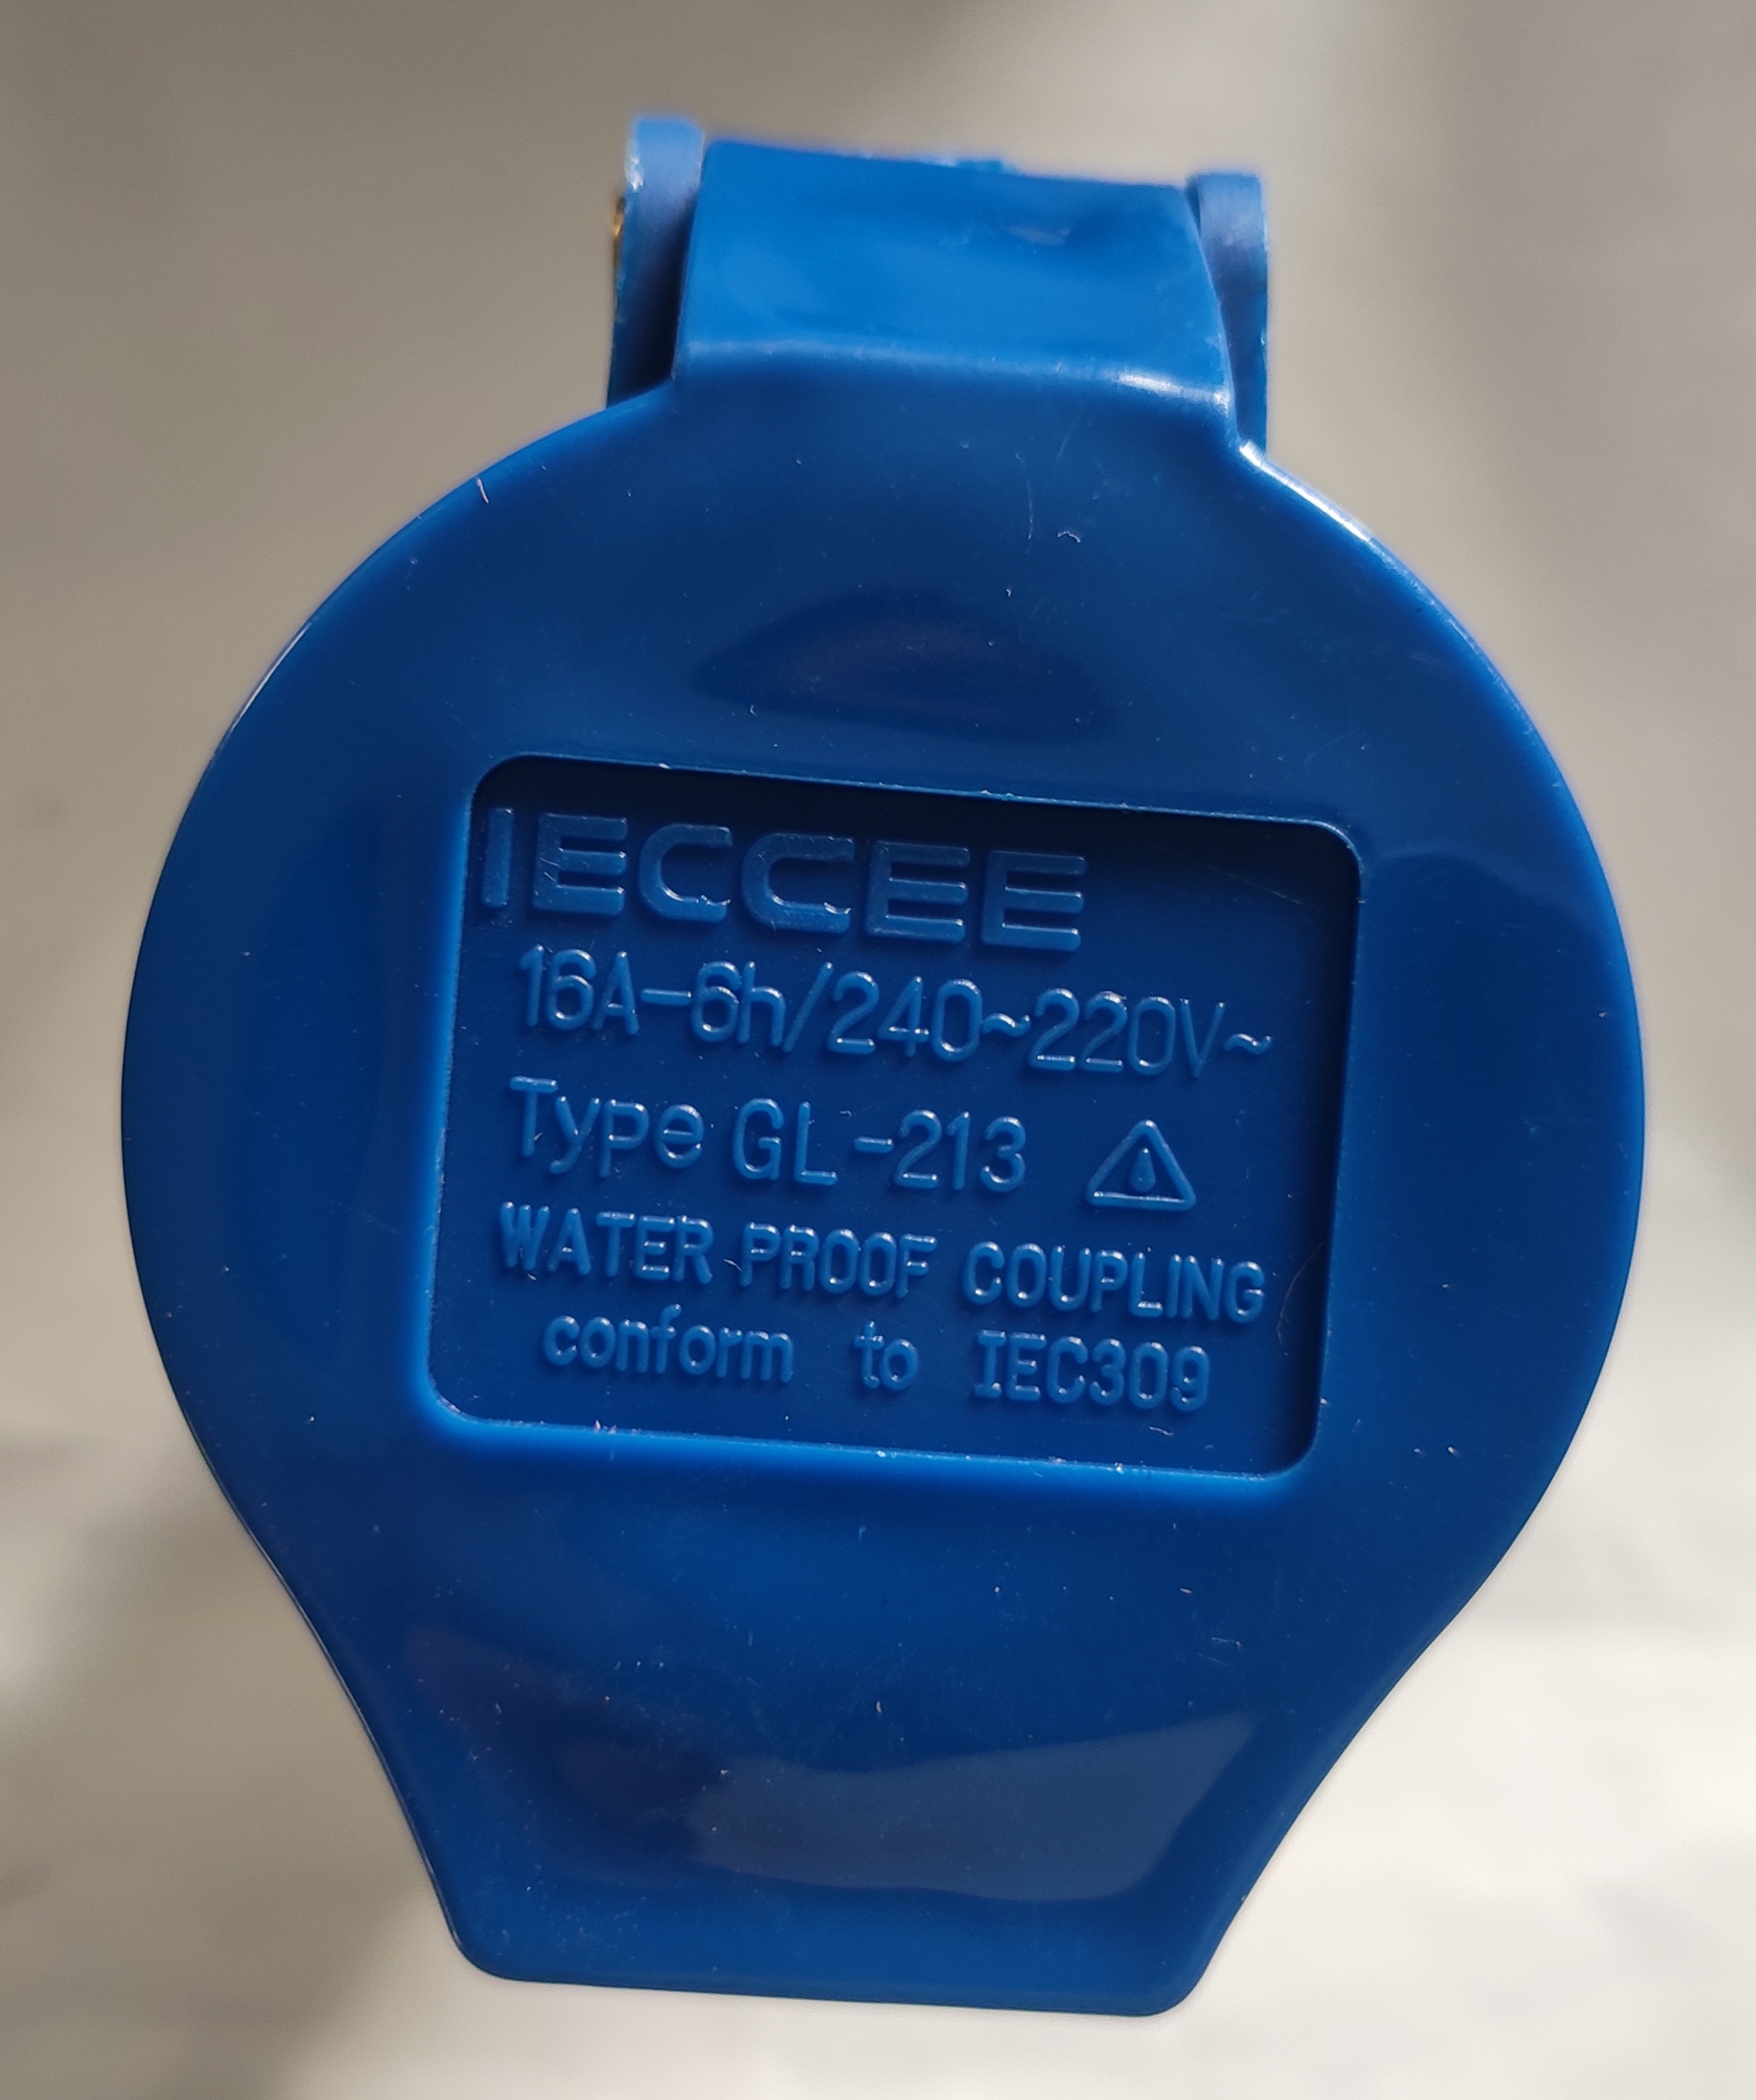 IECCEE
16A-6h/240~220V~
Type GL-213
WATER PROOF COUPLING
conform to IEC309